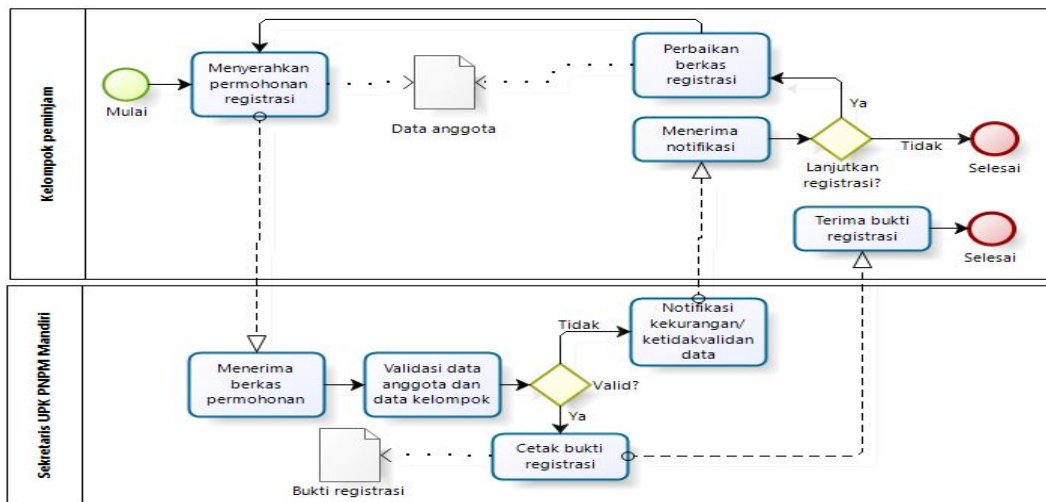 Kelompok peminjam
Mulai
Menyerahkan
permohonan
registrasi
Data anggota
Perbaikan
berkas
registrasi
Ya
Menerima
notifikasi
Lanjutkan
registrasi?
Tidak
Selesai
Terima bukti
registrasi
Selesai
Sekretaris UPK PNPM Mandiri
Menerima
berkas
permohonan
Validasi data
anggota dan
data kelompok
Tidak
Valid?
Ya
Notifikasi
kekurangan/
ketidakvalidan
data
Cetak bukti
registrasi
Bukti registrasi